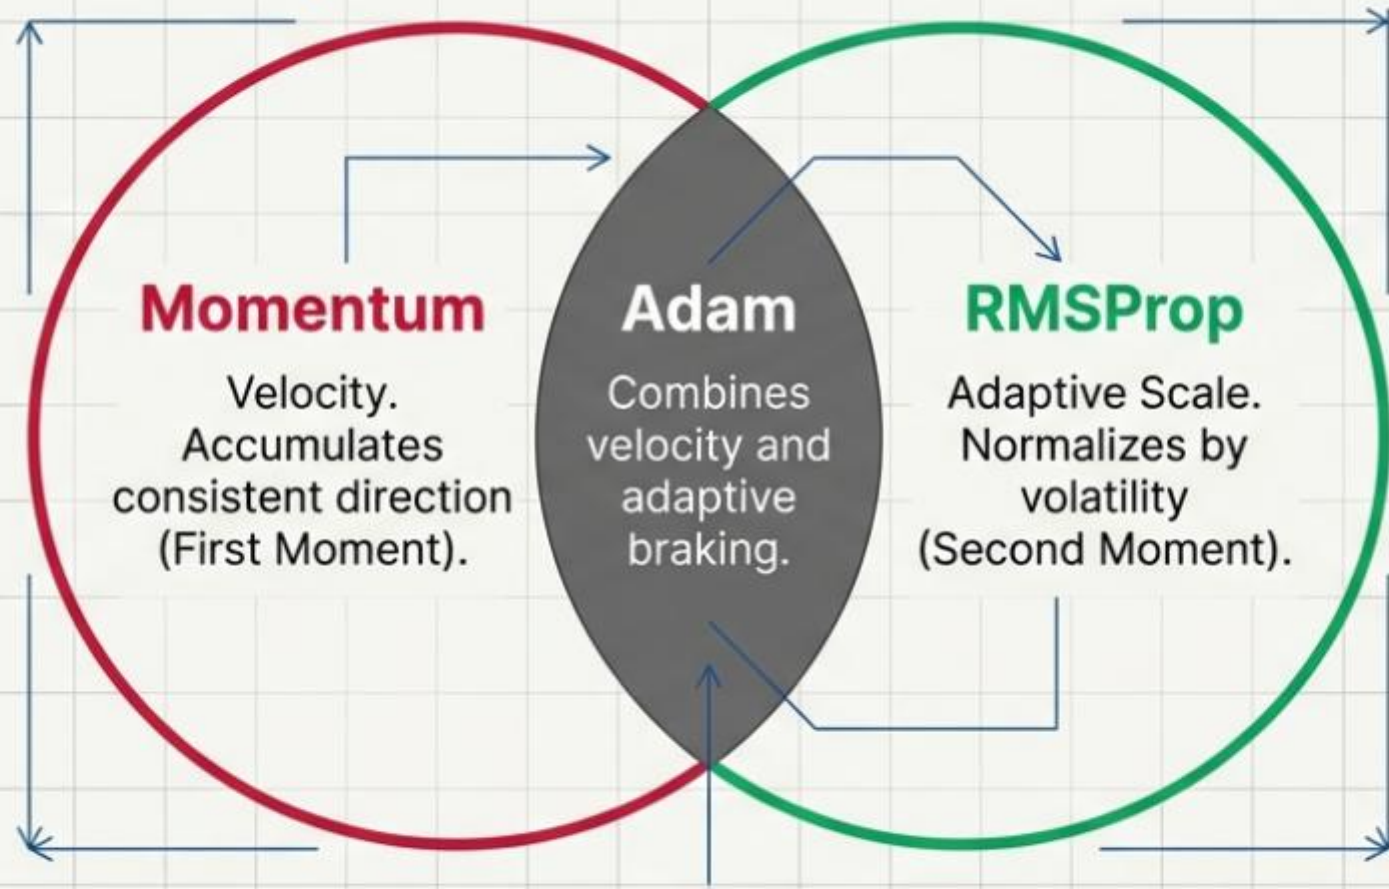 Momentum
Velocity.
Accumulates
consistent direction
(First Moment).
Adam
Combines
velocity and
adaptive
braking.
RMSProp
Adaptive Scale.
Normalizes by
volatility
(Second Moment).